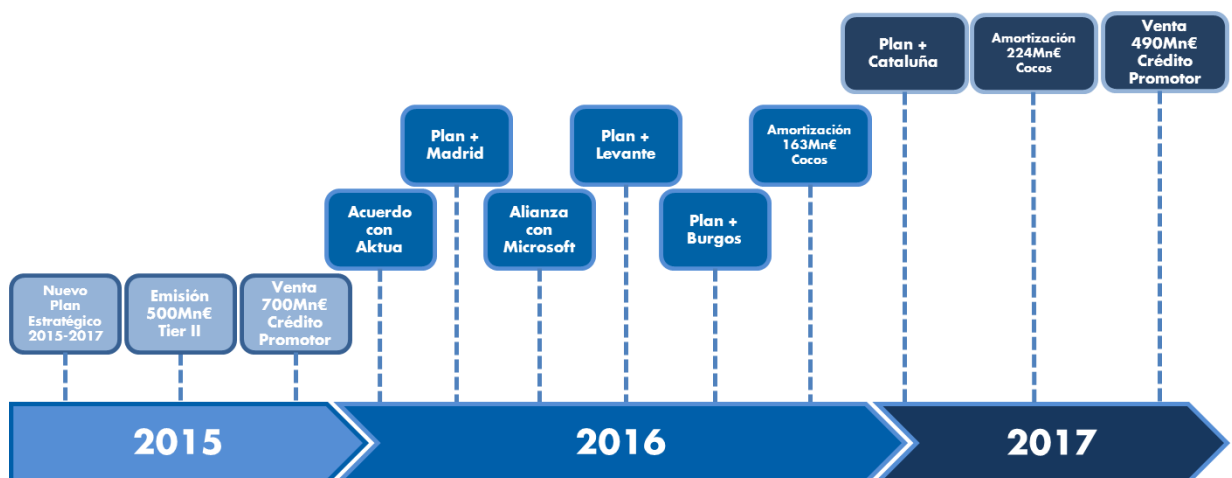 Nuevo
Plan
Estratégico
2015-2017
Emisión
500Mn€
Tier II
Venta
700Mn€
Crédito
Promotor
Acuerdo
con
Aktua
Plan +
Madrid
Alianza
con
Microsoft
Plan +
Levante
Plan +
Burgos
Amortización
163Mn€
Cocos
Plan +
Cataluña
Amortización
224Mn€
Cocos
Venta
490Mn€
Crédito
Promotor
2015
2016
2017